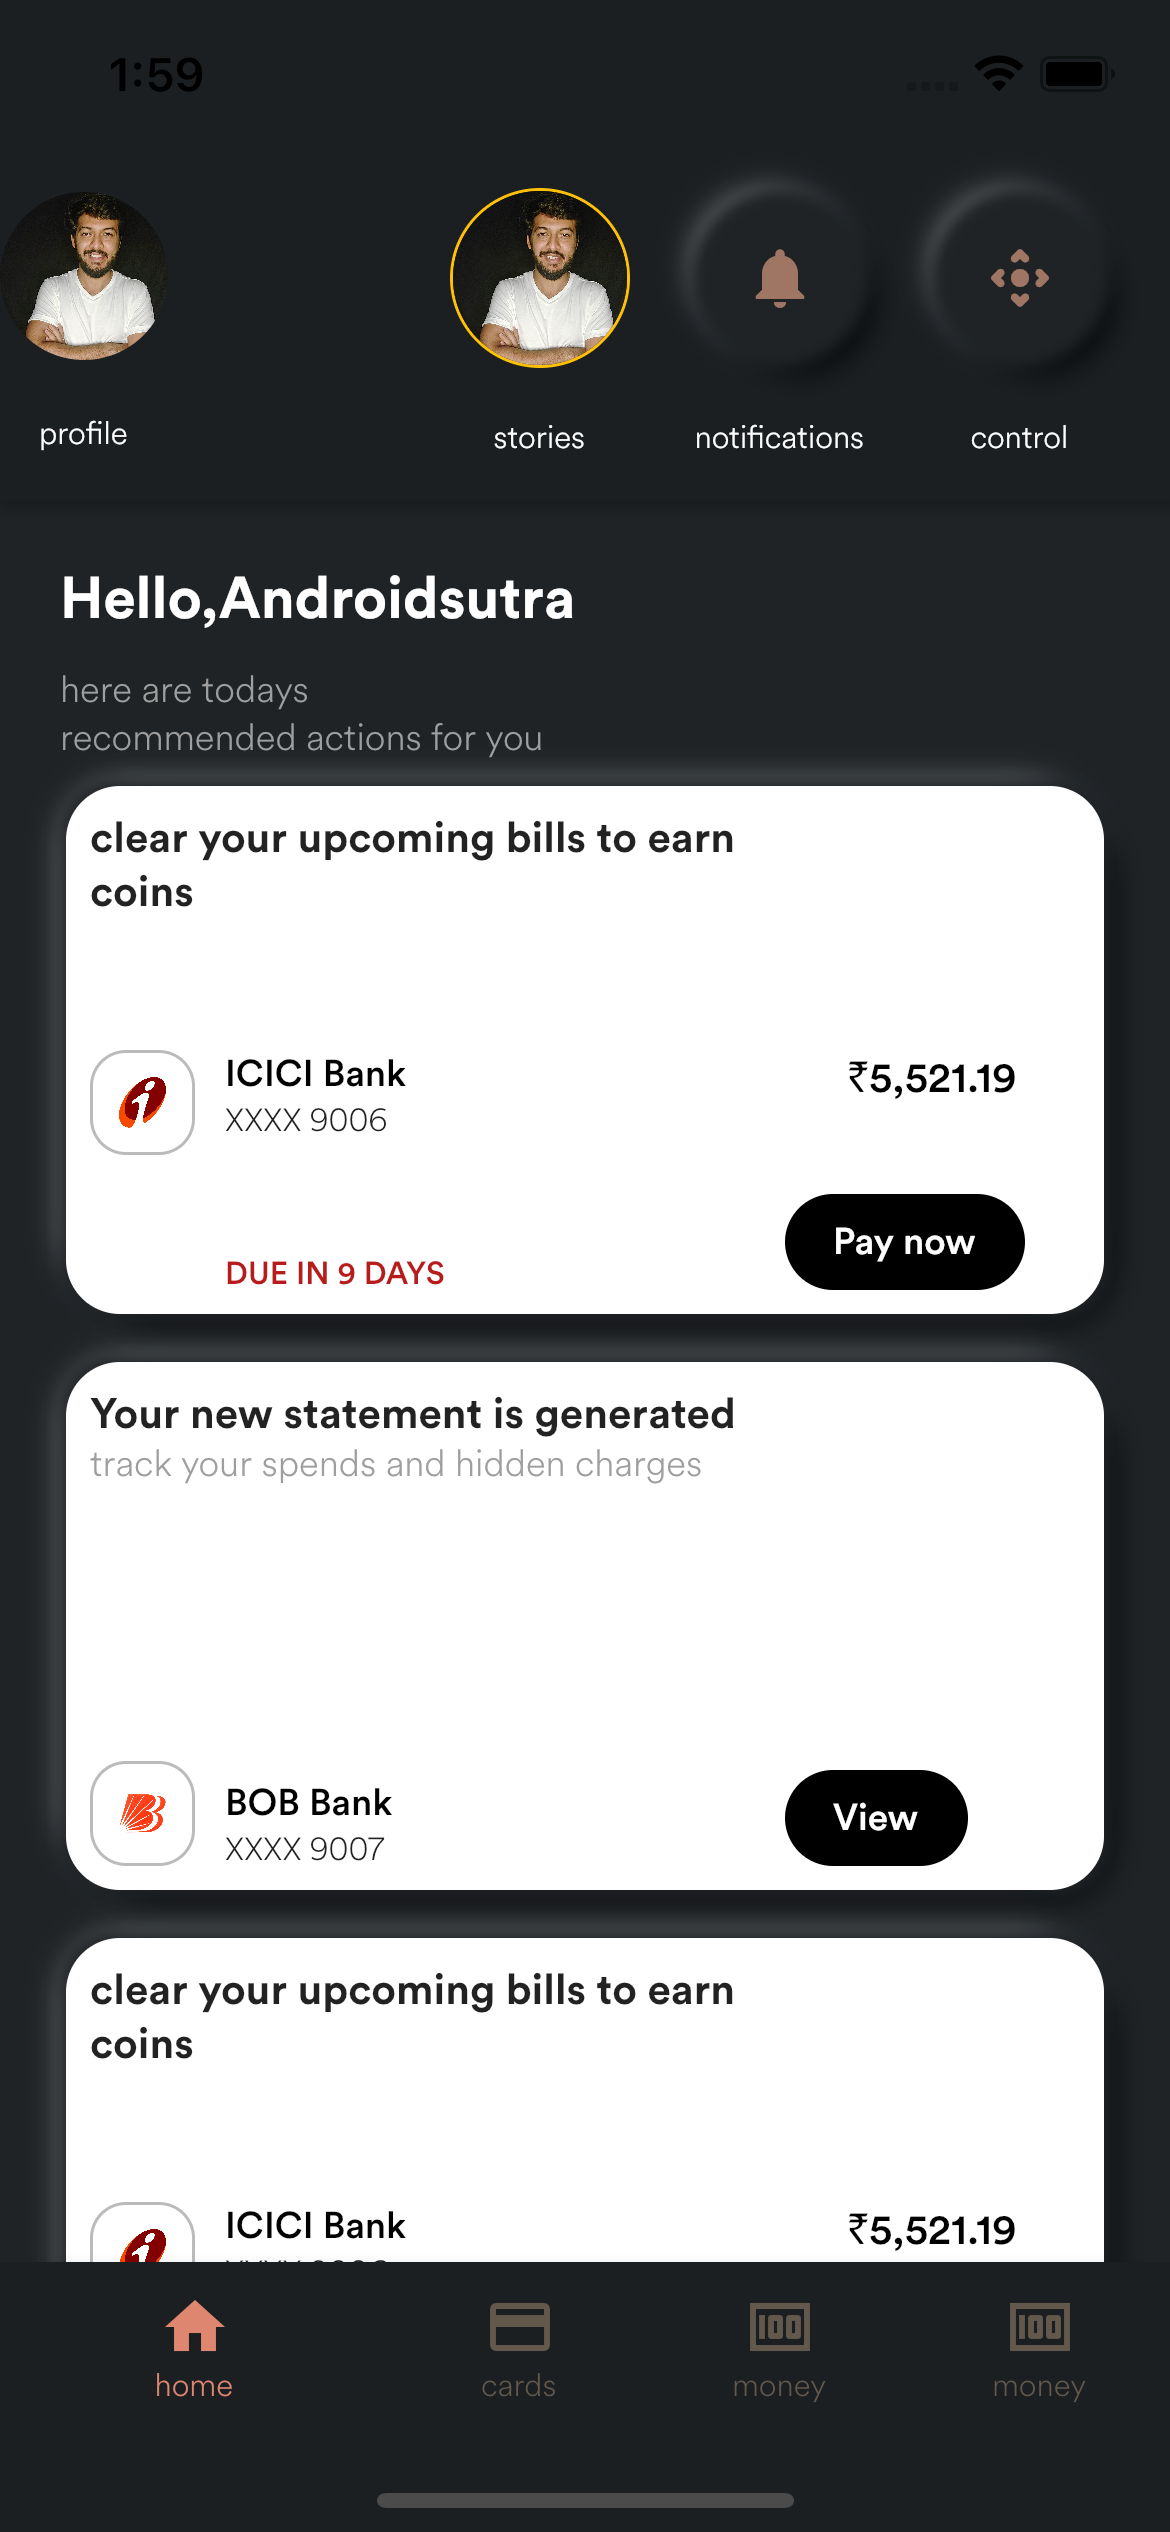 1:59
profile
stories
notifications
control
Hello,Androidsutra
here are todays
recommended actions for you
clear your upcoming bills to earn
coins
ICICI Bank
₹5,521.19
XXXX 9006
Pay now
DUE IN 9 DAYS
Your new statement is generated
track your spends and hidden charges
BOB Bank
XXXX 9007
View
clear your upcoming bills to earn
coins
ICICI Bank
₹5,521.19
100
100
home
cards
money
money